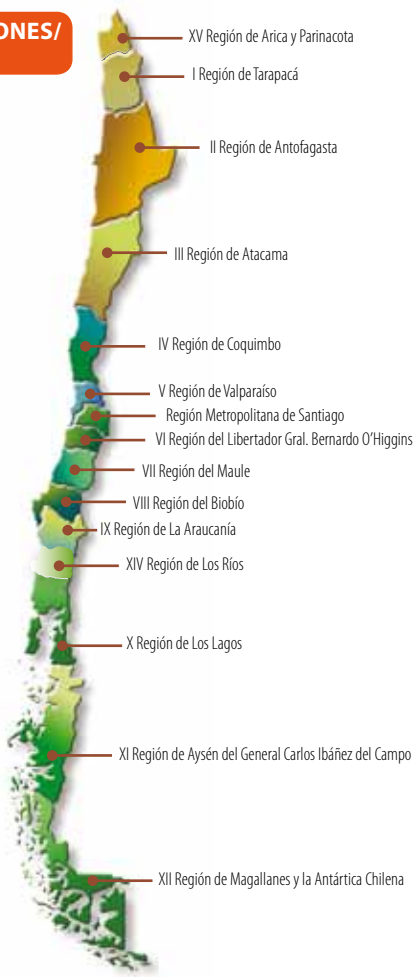 ONES/
XV Región de Arica y Parinacota
I Región de Tarapacá
II Región de Antofagasta
III Región de Atacama
IV Región de Coquimbo
V Región de Valparaíso
Región Metropolitana de Santiago
VI Región del Libertador Gral. Bernardo O'Higgins
VII Región del Maule
VIII Región del Biobío
IX Región de La Araucanía
XIV Región de Los Ríos
X Región de Los Lagos
XI Región de Aysén del General Carlos Ibáñez del Campo
XII Región de Magallanes y la Antártica Chilena